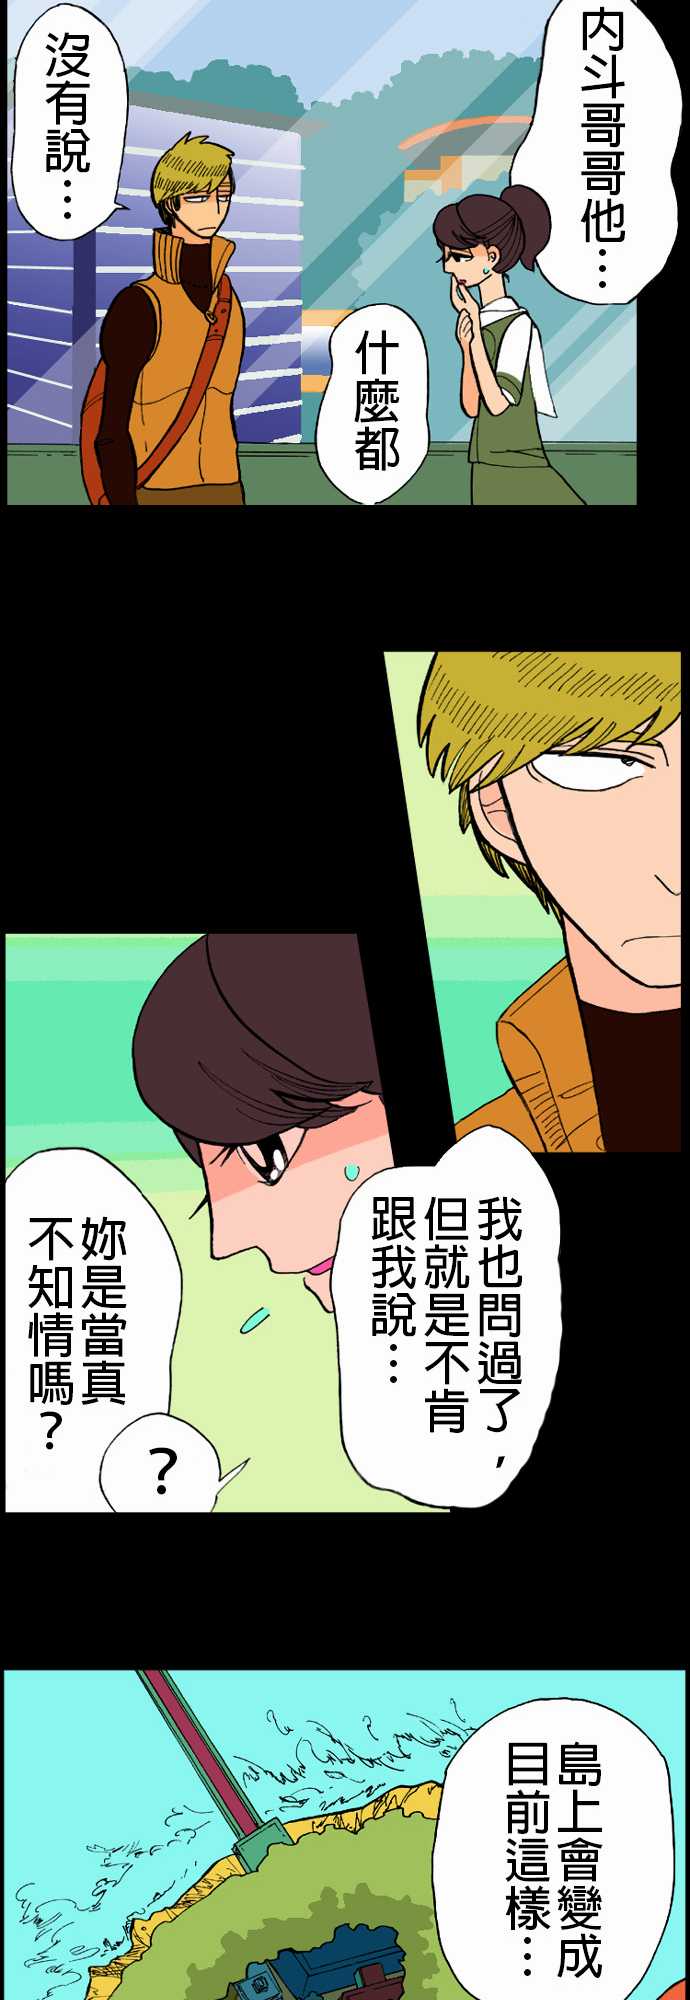 内斗哥哥他…
什麼都
沒有說…
我也問過了，
但就是不肯
跟我說…
妳是當真
不知情嗎？
？
島上會變成
目前這樣…